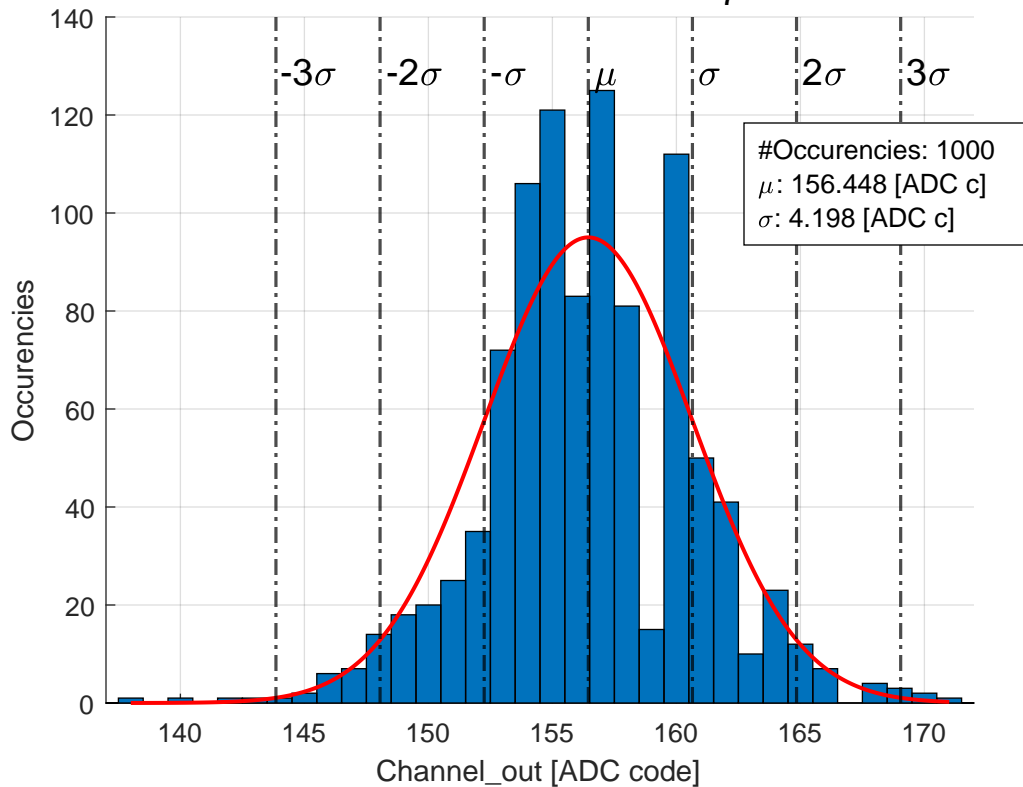 140
120
100
80
60
40
20
0
-3σ
-2σ
-σ
μ
σ
2σ
3σ
#Occurencies: 1000
μ: 156.448 [ADC c]
σ: 4.198 [ADC c]
Occurencies
140
145
150
155
160
165
170
Channel_out [ADC code]